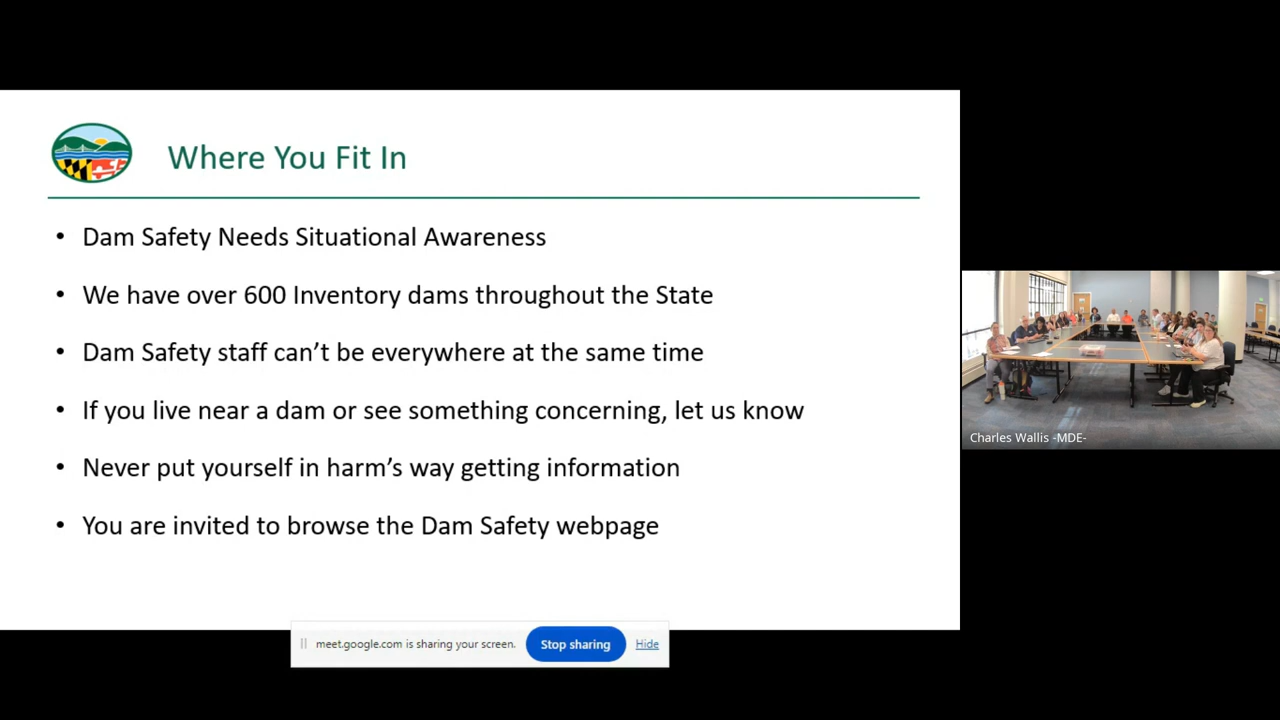 Where You Fit In
• Dam Safety Needs Situational Awareness
• We have over 600 Inventory dams throughout the State
• Dam Safety staff can’t be everywhere at the same time
• If you live near a dam or see something concerning, let us know
• Never put yourself in harm’s way getting information
• You are invited to browse the Dam Safety webpage
Charles Wallis -MDE-
meet.google.com is sharing your screen. Stop sharing Hide